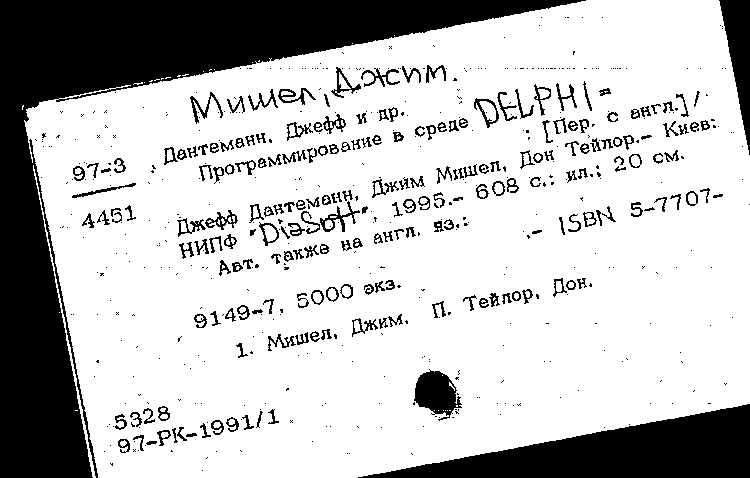 Мишел, Джим.
97-3
4451
Дантеманн, Джефф и др.
Программирование в среде DELPHI =
: [Пер. с англ.] /
Джефф Дантеманн, Джим Мишел, Дон Тейлор.- Киев:
НИПФ "DiaSoft", 1995.- 608 с.: ил.; 20 см.
Авт. также на англ. яз.: .- ISBN 5-7707-
9149-7, 5000 экз.
1. Мишел, Джим. П. Тейлор, Дон.
5328
97-РК-1991/1